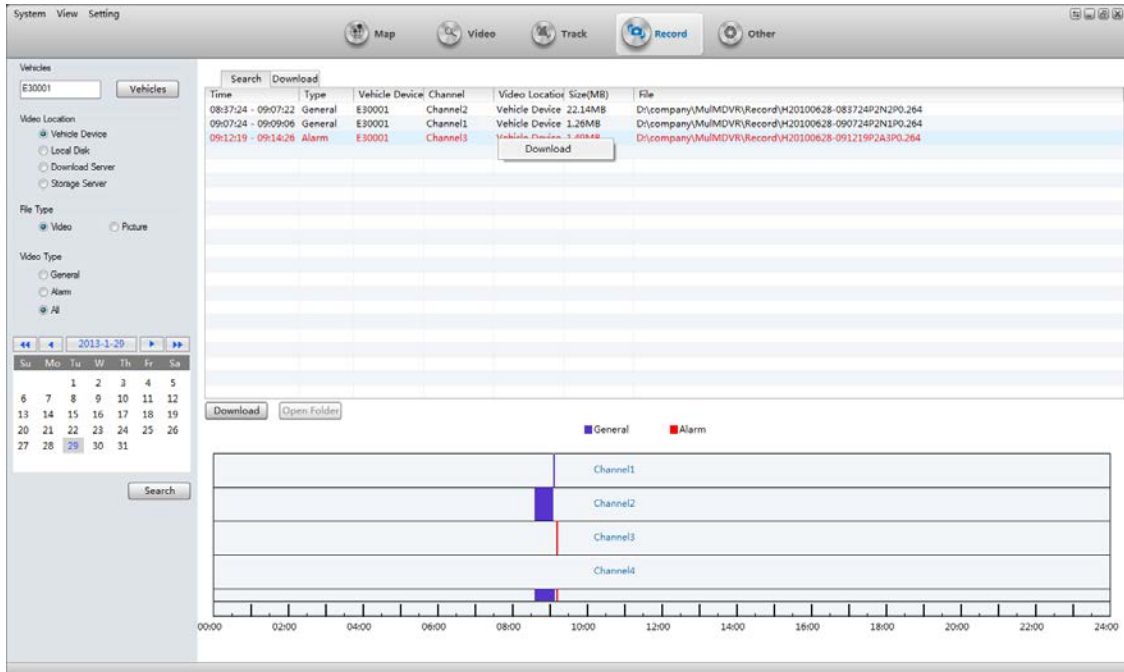 System View Setting
Map Video Track Record Other
Vehicles
E30001 Vehicles
Video Location
Vehicle Device
Local Disk
Download Server
Storage Server
File Type
Video Picture
Video Type
General
Alarm
All
2013-1-29
Su Mo Tu W Th Fr Sa
1 2 3 4 5
6 7 8 9 10 11 12
13 14 15 16 17 18 19
20 21 22 23 24 25 26
27 28 29 30 31
Search
Search Download
Time Type Vehicle Device Channel Video Location Size(MB) File
08:37:24 - 09:07:22 General E30001 Channel2 Vehicle Device 22.14MB D:\company\MulMDVR\Record\H20100628-083724P2N2P0.264
09:07:24 - 09:09:06 General E30001 Channel1 Vehicle Device 1.26MB D:\company\MulMDVR\Record\H20100628-090724P2N1P0.264
09:12:19 - 09:14:26 Alarm E30001 Channel3 Vehicle Device 1.49MB D:\company\MulMDVR\Record\H20100628-091219P2A3P0.264
Download
Download Open Folder
General Alarm
Channel1
Channel2
Channel3
Channel4
00:00 02:00 04:00 06:00 08:00 10:00 12:00 14:00 16:00 18:00 20:00 22:00 24:00